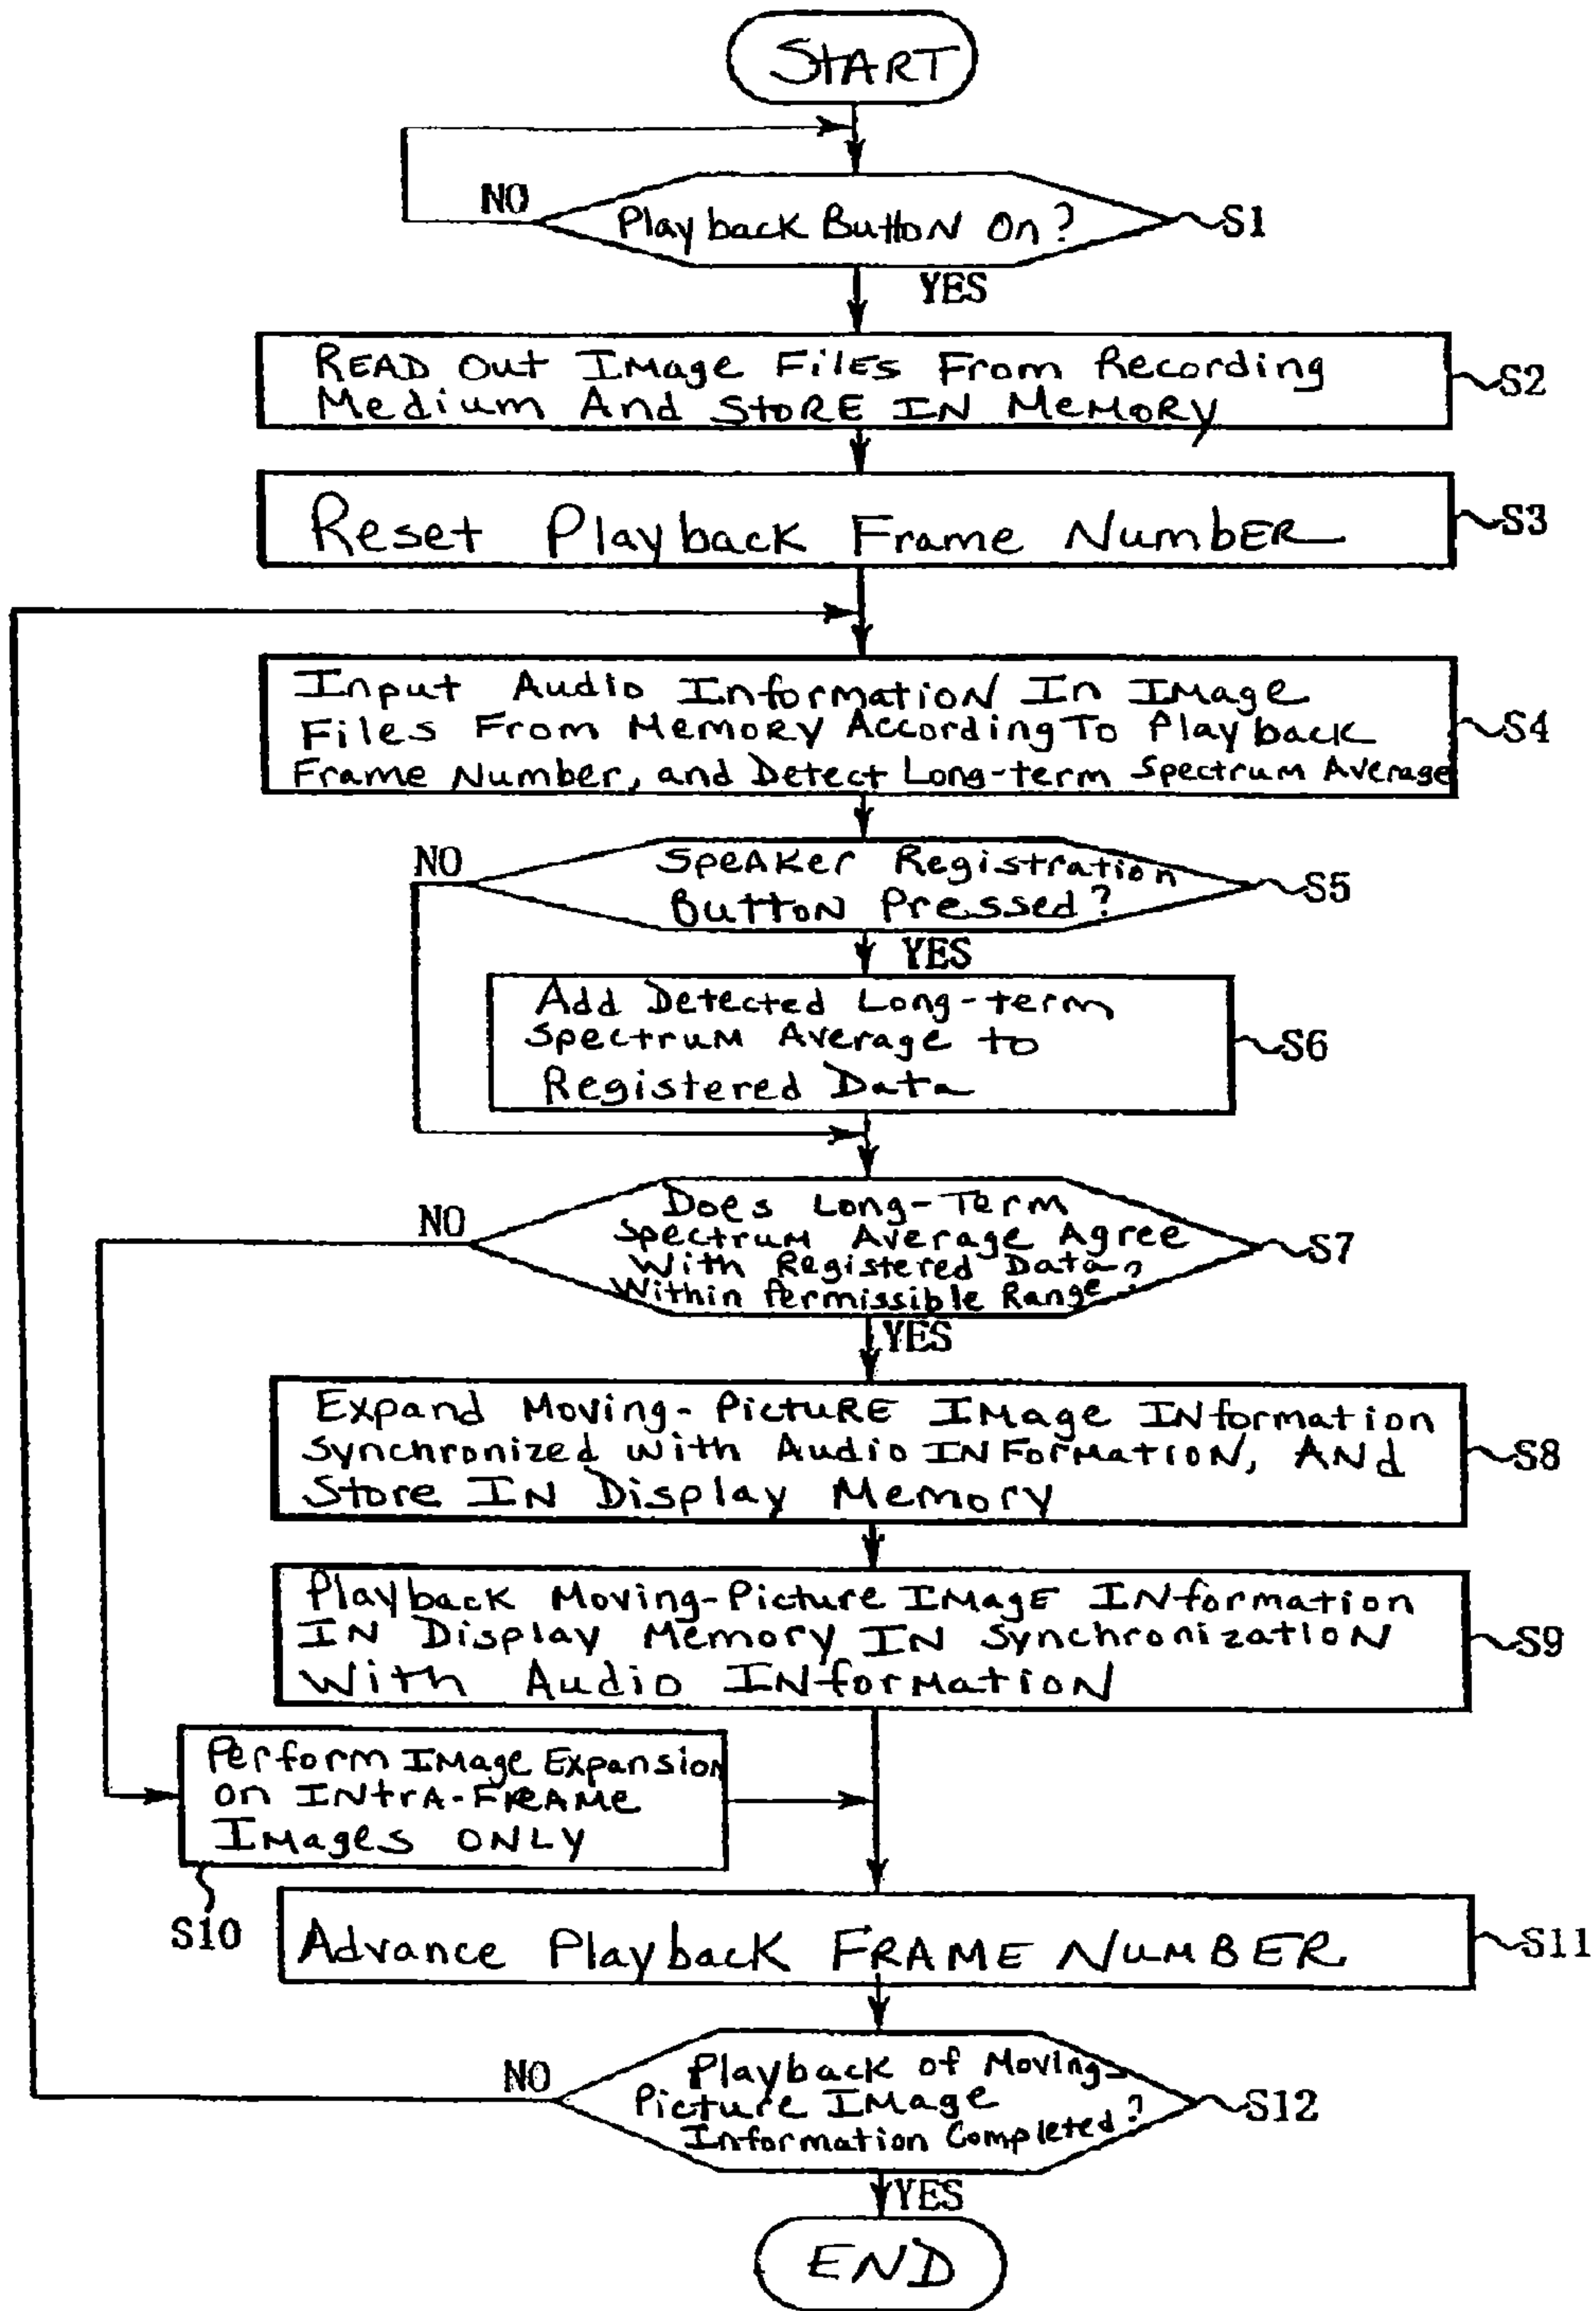 START
NO
Playback Button On?
S1
YES
READ Out Image Files From Recording
Medium And Store In Memory
S2
Reset Playback Frame Number
S3
Input Audio Information In Image
Files From Memory According To Playback
Frame Number, and Detect Long-term Spectrum Average
S4
NO
Speaker Registration
Button Pressed?
S5
YES
Add Detected Long-term
Spectrum Average to
Registered Data
S6
NO
Does Long-Term
Spectrum Average Agree
With Registered Data
Within Permissible Range?
S7
YES
Expand Moving-Picture Image Information
Synchronized with Audio Information, And
Store In Display Memory
S8
Playback Moving-Picture Image Information
In Display Memory In Synchronization
With Audio Information
S9
Perform Image Expansion
on Intra-Frame
Images ONLY
S10
Advance Playback FRAME NUMBER
S11
NO
Playback of Moving-
Picture Image
Information Completed?
S12
YES
END